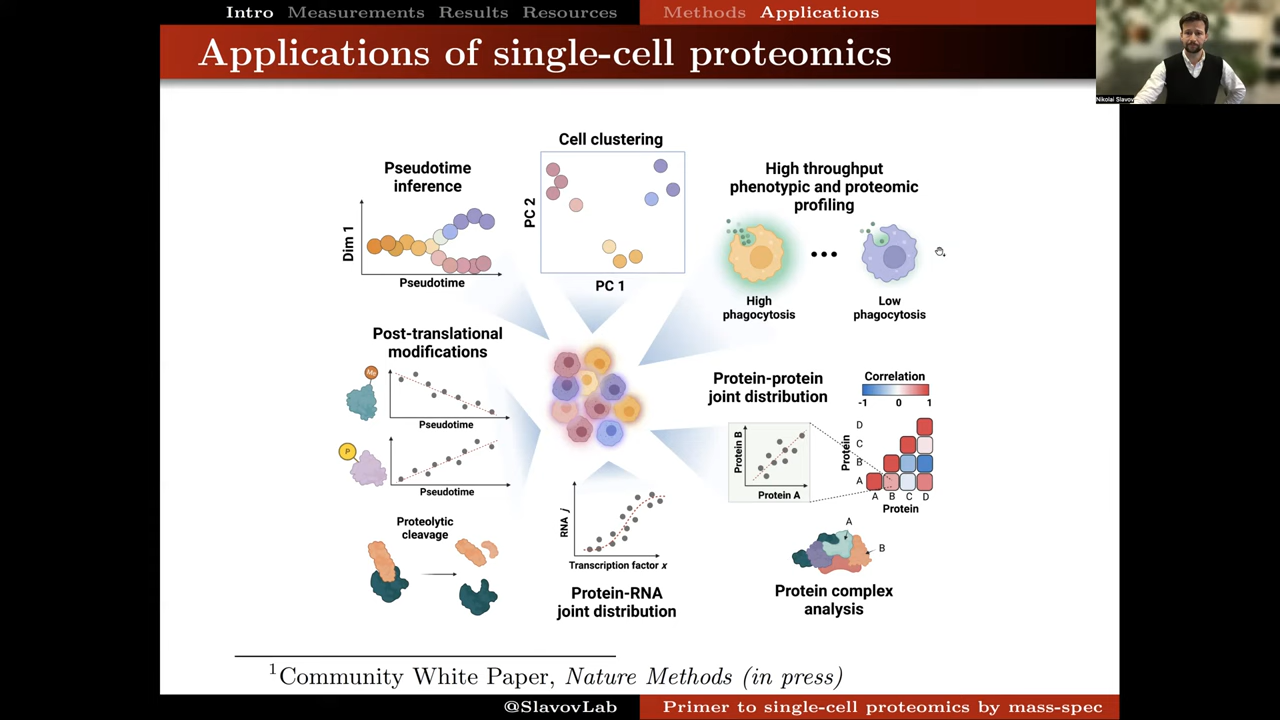 Intro Measurements Results Resources Methods Applications
Applications of single-cell proteomics
Nikolai Slavov
Pseudotime
inference
Dim 1
Pseudotime
Cell clustering
PC 2
PC 1
High throughput
phenotypic and proteomic
profiling
High
phagocytosis
Low
phagocytosis
Post-translational
modifications
Me
Pseudotime
P
Pseudotime
Proteolytic
cleavage
RNA j
Transcription factor x
Protein-RNA
joint distribution
Protein-protein
joint distribution
Protein B
Protein A
Correlation
-1 0 1
Protein
D
C
B
A
A B C D
Protein
A
B
Protein complex
analysis
1Community White Paper, Nature Methods (in press)
@SlavovLab Primer to single-cell proteomics by mass-spec